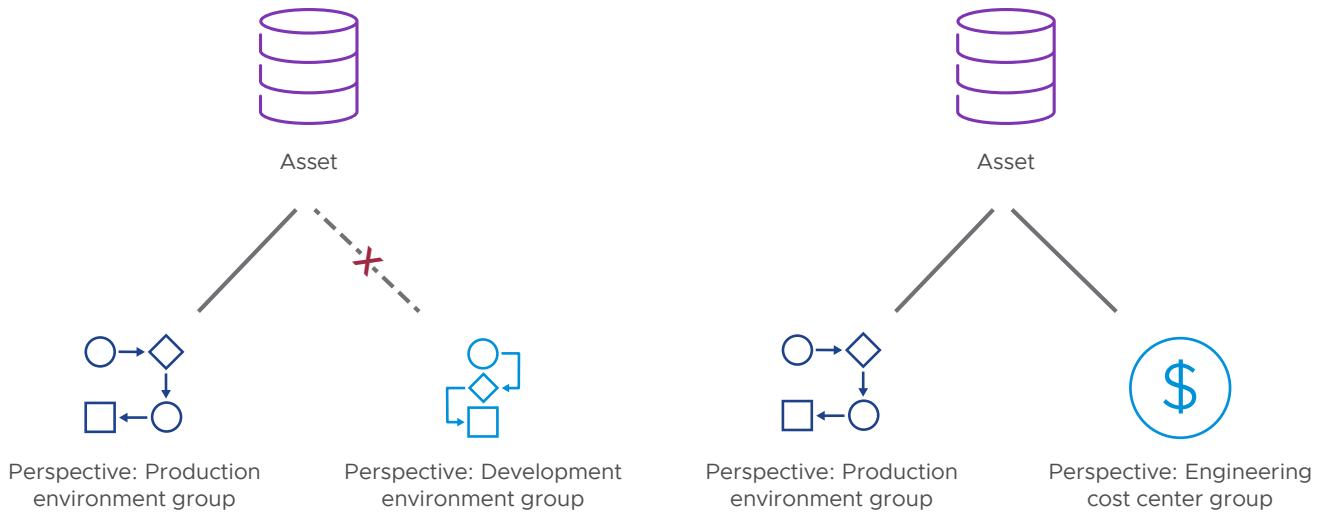 Asset
Perspective: Production
environment group
Perspective: Development
environment group
Asset
Perspective: Production
environment group
$
Perspective: Engineering
cost center group